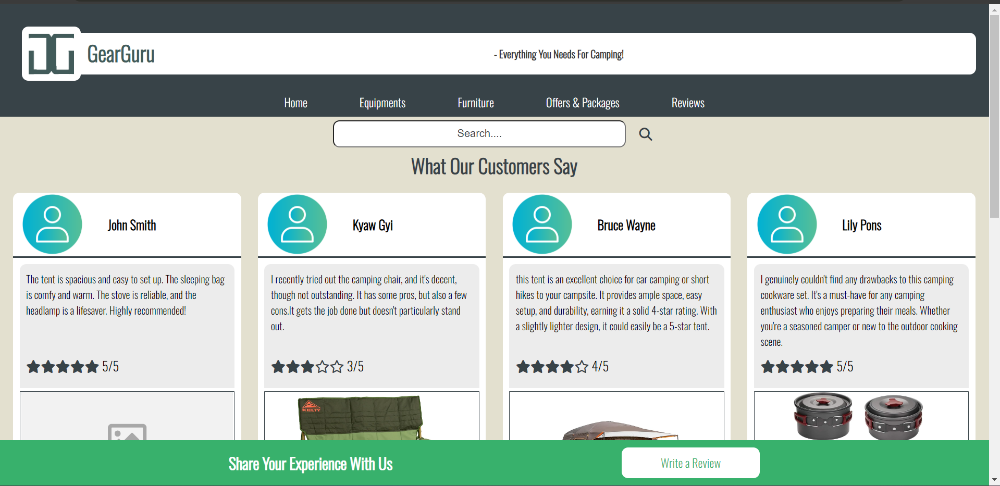 GearGuru
- Everything You Needs For Camping!
Home Equipments Furniture Offers & Packages Reviews
Search....
What Our Customers Say
John Smith
The tent is spacious and easy to set up. The sleeping bag
is comfy and warm. The stove is reliable, and the
headlamp is a lifesaver. Highly recommended!
5/5
Kyaw Gyi
I recently tried out the camping chair, and it's decent,
though not outstanding. It has some pros, but also a few
cons.It gets the job done but doesn't particularly stand
out.
3/5
KELTY
Bruce Wayne
this tent is an excellent choice for car camping or short
hikes to your campsite. It provides ample space, easy
setup, and durability, earning it a solid 4-star rating. With
a slightly lighter design, it could easily be a 5-star tent.
4/5
Lily Pons
I genuinely couldn't find any drawbacks to this camping
cookware set. It's a must-have for any camping
enthusiast who enjoys preparing their meals. Whether
you're a seasoned camper or new to the outdoor cooking
scene.
5/5
Share Your Experience With Us
Write a Review